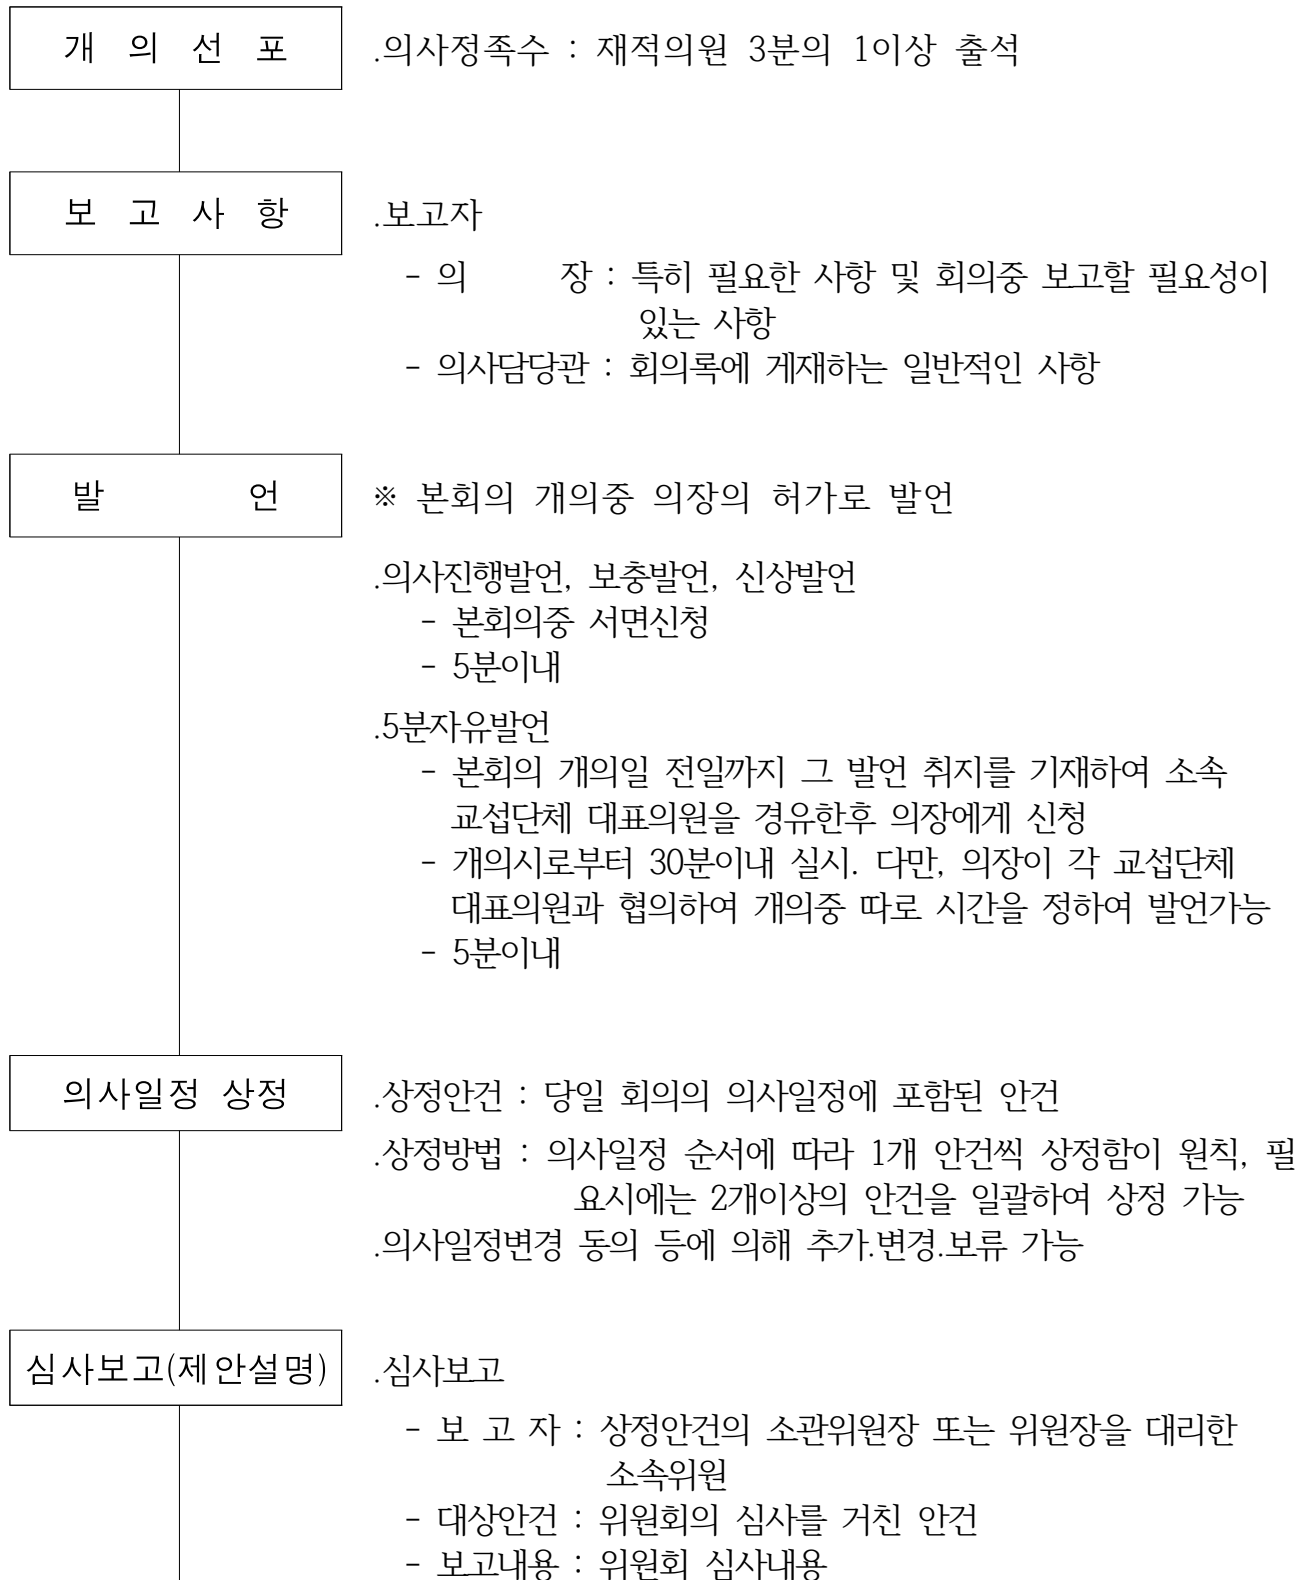 개 의 선 포 .의사정족수 : 재적의원 3분의 1이상 출석
보 고 사 항 .보고자
- 의 장 : 특히 필요한 사항 및 회의중 보고할 필요성이
있는 사항
- 의사담당관 : 회의록에 게재하는 일반적인 사항
발 언 ※ 본회의 개의중 의장의 허가로 발언
.의사진행발언, 보충발언, 신상발언
- 본회의중 서면신청
- 5분이내
.5분자유발언
- 본회의 개의일 전일까지 그 발언 취지를 기재하여 소속
교섭단체 대표의원을 경유한후 의장에게 신청
- 개의시로부터 30분이내 실시. 다만, 의장이 각 교섭단체
대표의원과 협의하여 개의중 따로 시간을 정하여 발언가능
- 5분이내
의사일정 상정 .상정안건 : 당일 회의의 의사일정에 포함된 안건
.상정방법 : 의사일정 순서에 따라 1개 안건씩 상정함이 원칙, 필
요시에는 2개이상의 안건을 일괄하여 상정 가능
.의사일정변경 동의 등에 의해 추가.변경.보류 가능
심사보고(제안설명) .심사보고
- 보 고 자 : 상정안건의 소관위원장 또는 위원장을 대리한
소속위원
- 대상안건 : 위원회의 심사를 거친 안건
- 보고내용 : 위원회 심사내용